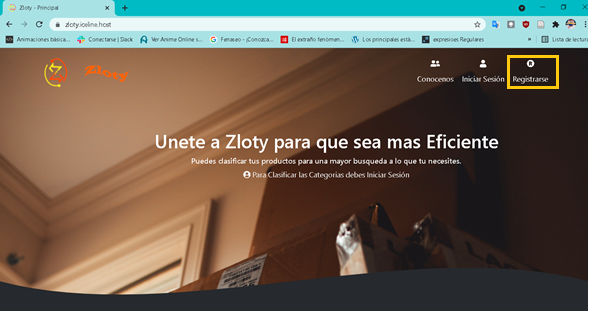 Zloty - Principal
zloty.iceline.host
Animaciones básica...
Conectarse | Slack
Ver Anime Online s...
Fenaseo - ¡Conozca...
El extraño fenómen...
Los principales está...
expresiones Regulares
»
Lista de lectura
Zloty
Conocenos
Iniciar Sesión
Registrarse
Unete a Zloty para que sea mas Eficiente
Puedes clasificar tus productos para una mayor busqueda a lo que tu necesites.
Para Clasificar las Categorias debes Iniciar Sesión